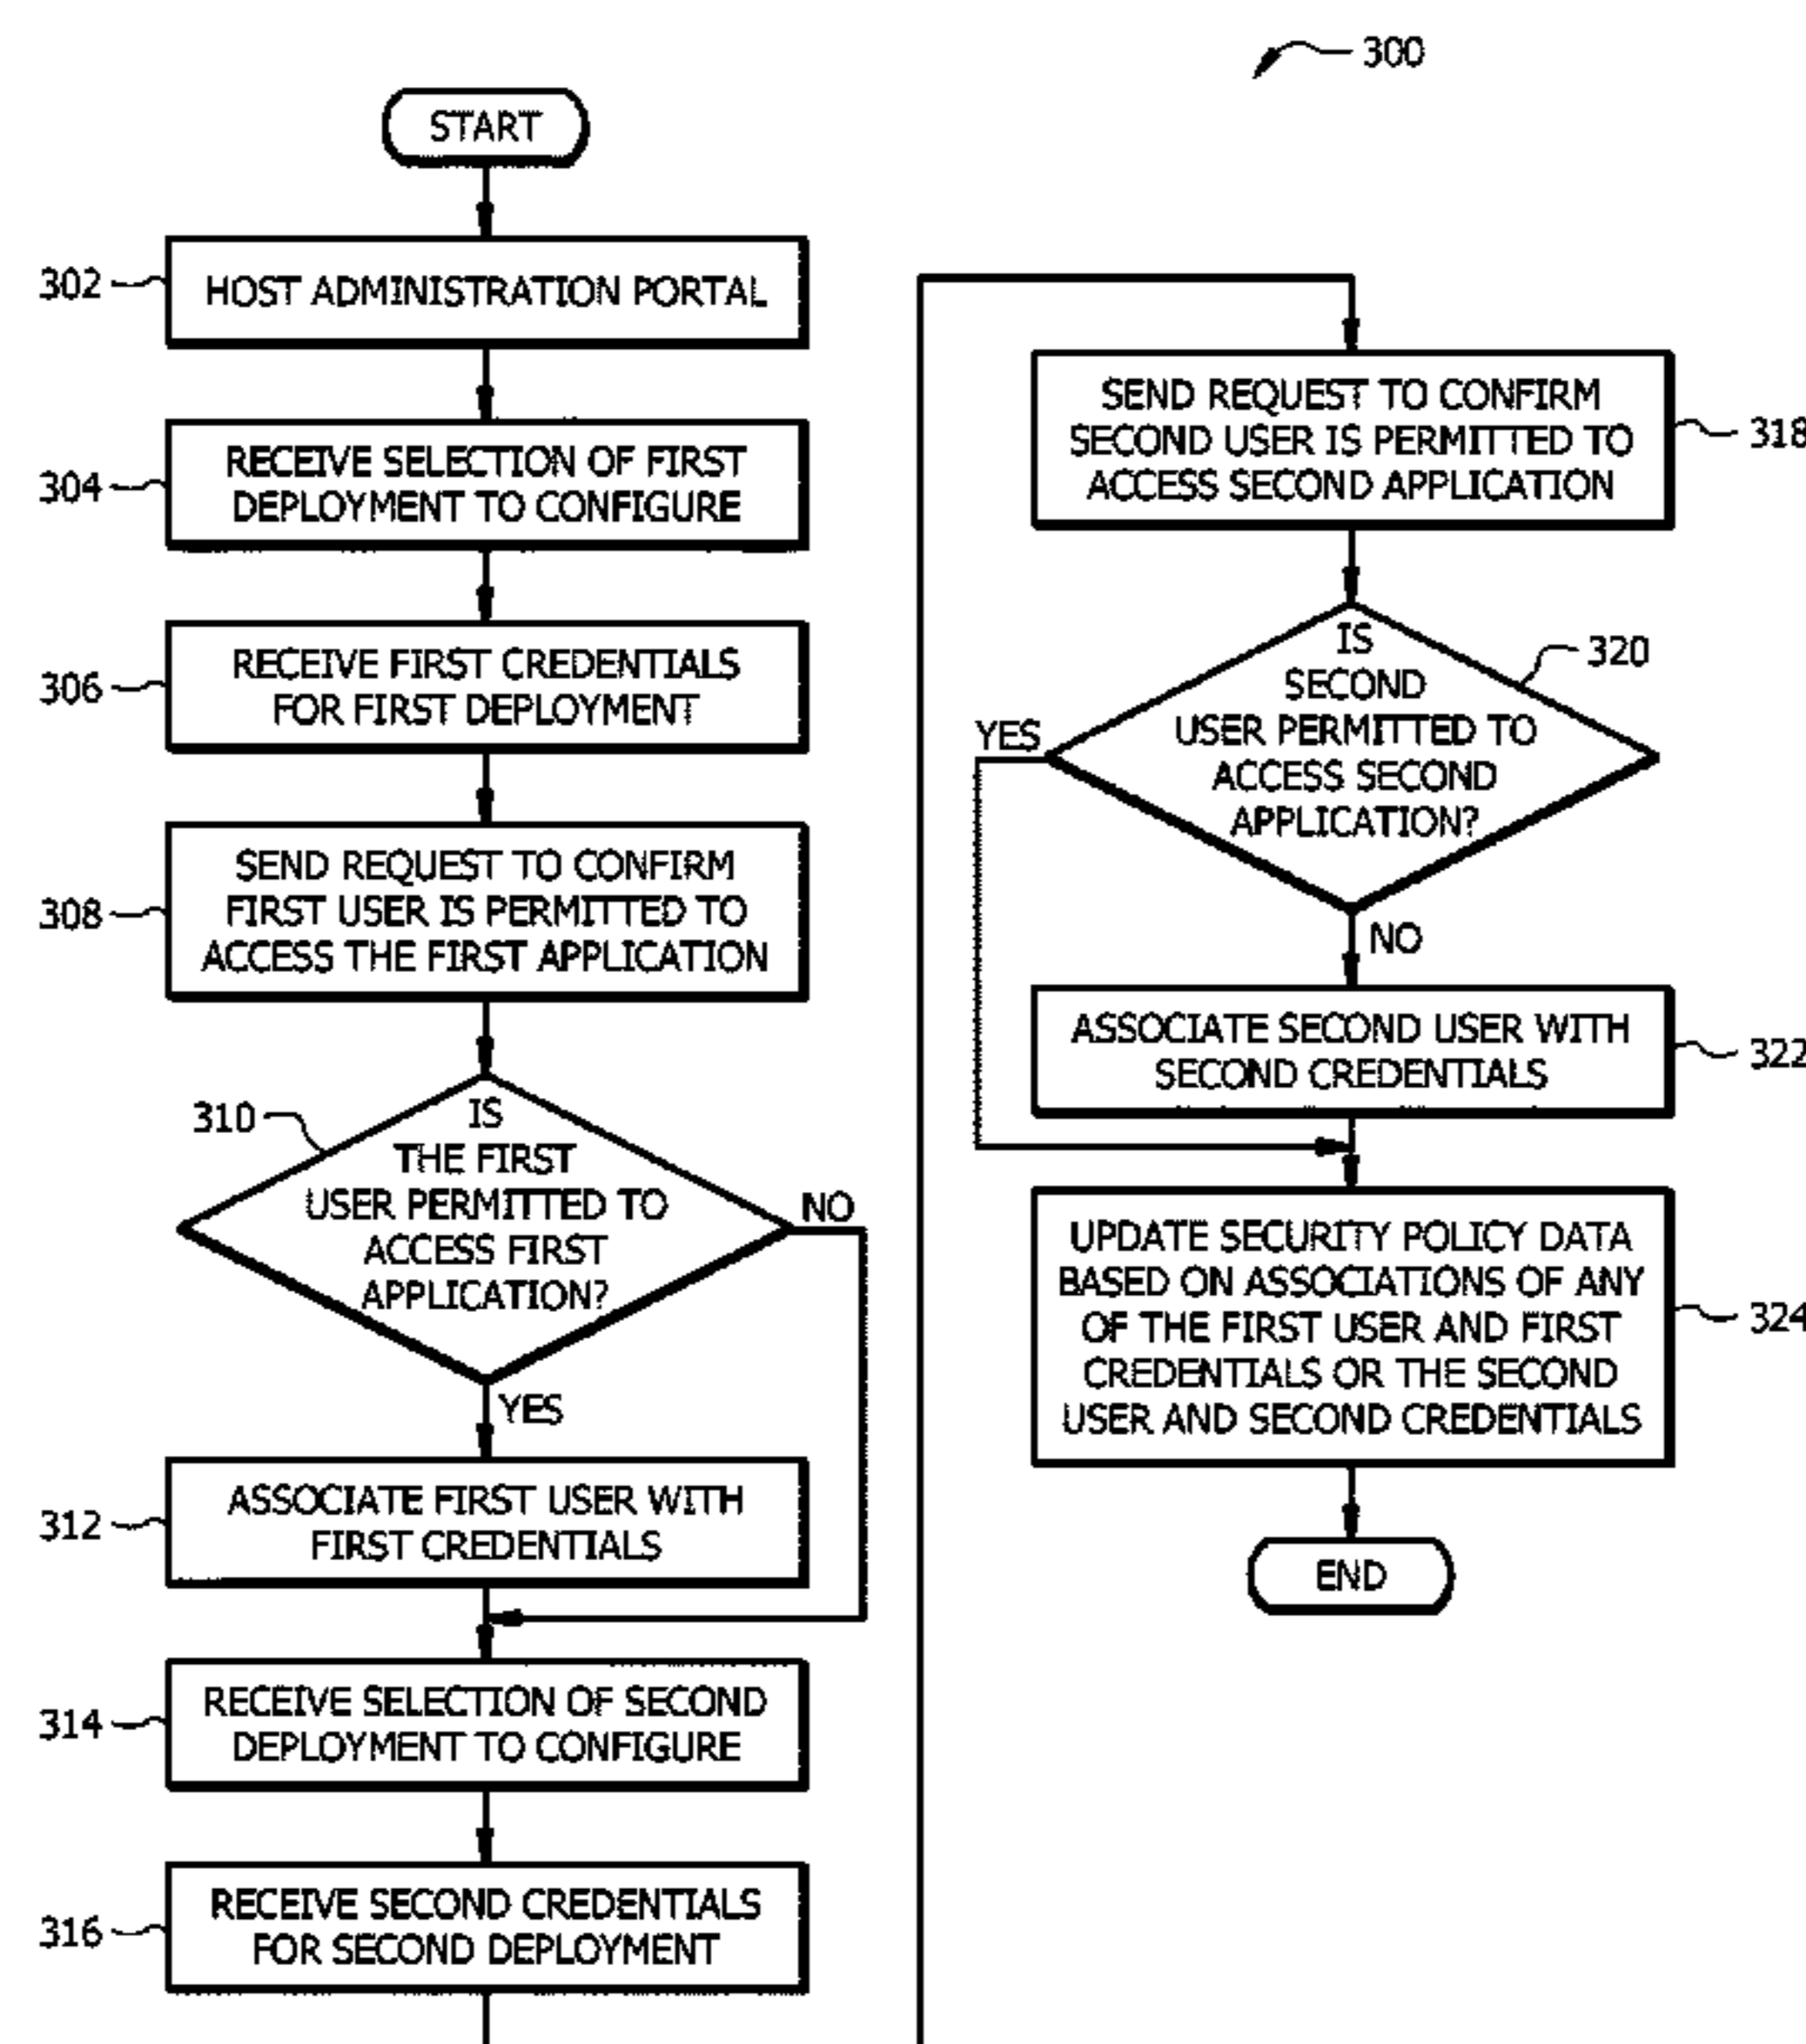 300
START
302
HOST ADMINISTRATION PORTAL
304
RECEIVE SELECTION OF FIRST
DEPLOYMENT TO CONFIGURE
306
RECEIVE FIRST CREDENTIALS
FOR FIRST DEPLOYMENT
308
SEND REQUEST TO CONFIRM
FIRST USER IS PERMITTED TO
ACCESS THE FIRST APPLICATION
310
IS
THE FIRST
USER PERMITTED TO
ACCESS FIRST
APPLICATION?
NO
YES
312
ASSOCIATE FIRST USER WITH
FIRST CREDENTIALS
314
RECEIVE SELECTION OF SECOND
DEPLOYMENT TO CONFIGURE
316
RECEIVE SECOND CREDENTIALS
FOR SECOND DEPLOYMENT
SEND REQUEST TO CONFIRM
SECOND USER IS PERMITTED TO
ACCESS SECOND APPLICATION
318
IS
SECOND
USER PERMITTED TO
ACCESS SECOND
APPLICATION?
320
YES
NO
ASSOCIATE SECOND USER WITH
SECOND CREDENTIALS
322
UPDATE SECURITY POLICY DATA
BASED ON ASSOCIATIONS OF ANY
OF THE FIRST USER AND FIRST
CREDENTIALS OR THE SECOND
USER AND SECOND CREDENTIALS
324
END